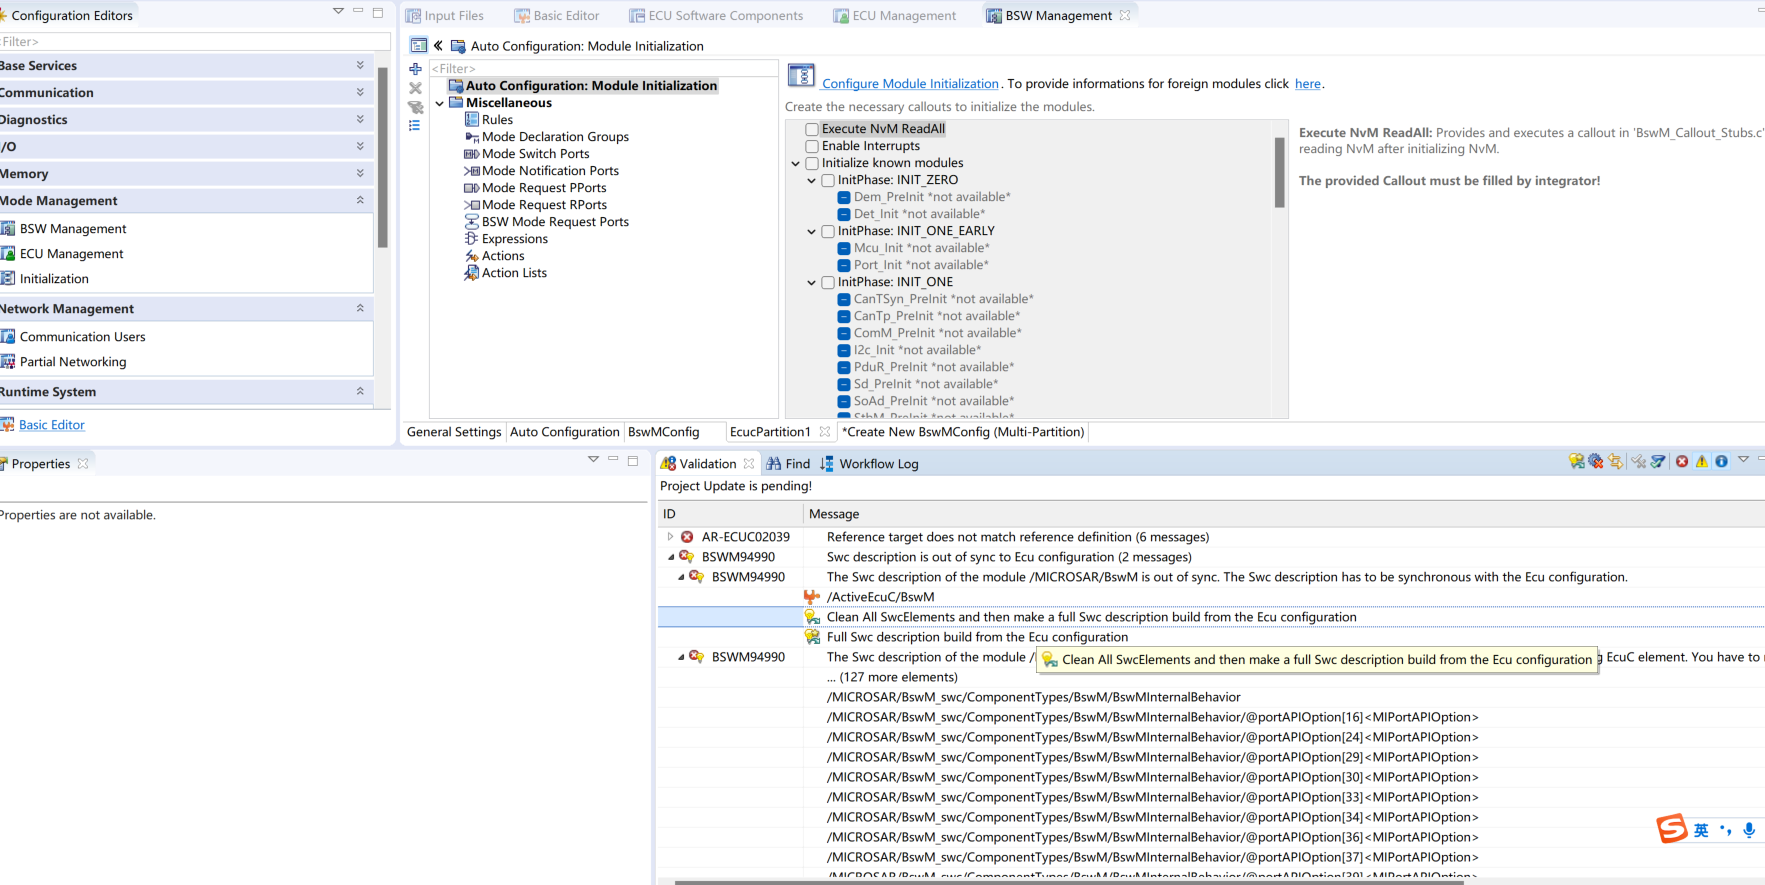 Configuration Editors
<Filter>
Base Services
Communication
Diagnostics
I/O
Memory
Mode Management
BSW Management
ECU Management
Initialization
Network Management
Communication Users
Partial Networking
Runtime System
Basic Editor
Input Files
Basic Editor
ECU Software Components
ECU Management
BSW Management
Auto Configuration: Module Initialization
<Filter>
Auto Configuration: Module Initialization
Miscellaneous
Rules
Mode Declaration Groups
Mode Switch Ports
Mode Notification Ports
Mode Request PPorts
Mode Request RPorts
BSW Mode Request Ports
Expressions
Actions
Action Lists
Configure Module Initialization. To provide informations for foreign modules click here.
Create the necessary callouts to initialize the modules.
Execute NvM ReadAll
Enable Interrupts
Initialize known modules
InitPhase: INIT_ZERO
Dem_PreInit *not available*
Det_Init *not available*
InitPhase: INIT_ONE_EARLY
Mcu_Init *not available*
Port_Init *not available*
InitPhase: INIT_ONE
CanTSyn_PreInit *not available*
CanTp_PreInit *not available*
ComM_PreInit *not available*
I2c_Init *not available*
PduR_PreInit *not available*
Sd_PreInit *not available*
SoAd_PreInit *not available*
StbM_PreInit *not available*
Execute NvM ReadAll: Provides and executes a callout in 'BswM_Callout_Stubs.c'
reading NvM after initializing NvM.
The provided Callout must be filled by integrator!
General Settings
Auto Configuration
BswMConfig
EcucPartition1
*Create New BswMConfig (Multi-Partition)
Properties
Properties are not available.
Validation
Find
Workflow Log
Project Update is pending!
ID Message
AR-ECUC02039 Reference target does not match reference definition (6 messages)
BSWM94990 Swc description is out of sync to Ecu configuration (2 messages)
BSWM94990 The Swc description of the module /MICROSAR/BswM is out of sync. The Swc description has to be synchronous with the Ecu configuration.
/ActiveEcuC/BswM
Clean All SwcElements and then make a full Swc description build from the Ecu configuration
Full Swc description build from the Ecu configuration
BSWM94990 The Swc description of the module / EcuC element. You have to
Clean All SwcElements and then make a full Swc description build from the Ecu configuration
... (127 more elements)
/MICROSAR/BswM_swc/ComponentTypes/BswM/BswMInternalBehavior
/MICROSAR/BswM_swc/ComponentTypes/BswM/BswMInternalBehavior/@portAPIOption[16]<MIPortAPIOption>
/MICROSAR/BswM_swc/ComponentTypes/BswM/BswMInternalBehavior/@portAPIOption[24]<MIPortAPIOption>
/MICROSAR/BswM_swc/ComponentTypes/BswM/BswMInternalBehavior/@portAPIOption[29]<MIPortAPIOption>
/MICROSAR/BswM_swc/ComponentTypes/BswM/BswMInternalBehavior/@portAPIOption[30]<MIPortAPIOption>
/MICROSAR/BswM_swc/ComponentTypes/BswM/BswMInternalBehavior/@portAPIOption[33]<MIPortAPIOption>
/MICROSAR/BswM_swc/ComponentTypes/BswM/BswMInternalBehavior/@portAPIOption[34]<MIPortAPIOption>
/MICROSAR/BswM_swc/ComponentTypes/BswM/BswMInternalBehavior/@portAPIOption[36]<MIPortAPIOption>
/MICROSAR/BswM_swc/ComponentTypes/BswM/BswMInternalBehavior/@portAPIOption[37]<MIPortAPIOption>
/MICROSAR/BswM_swc/ComponentTypes/BswM/BswMInternalBehavior/@portAPIOption[39]<MIPortAPIOption>
英